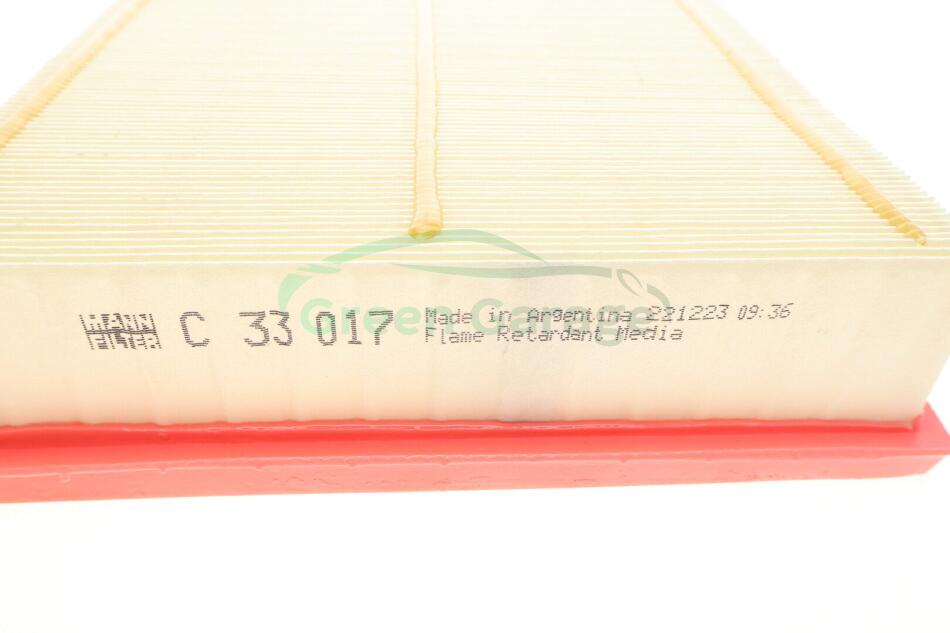 MANN
FILTER
C 33 017
Made in Argentina 221223 09:36
Flame Retardant Media
Green Garage